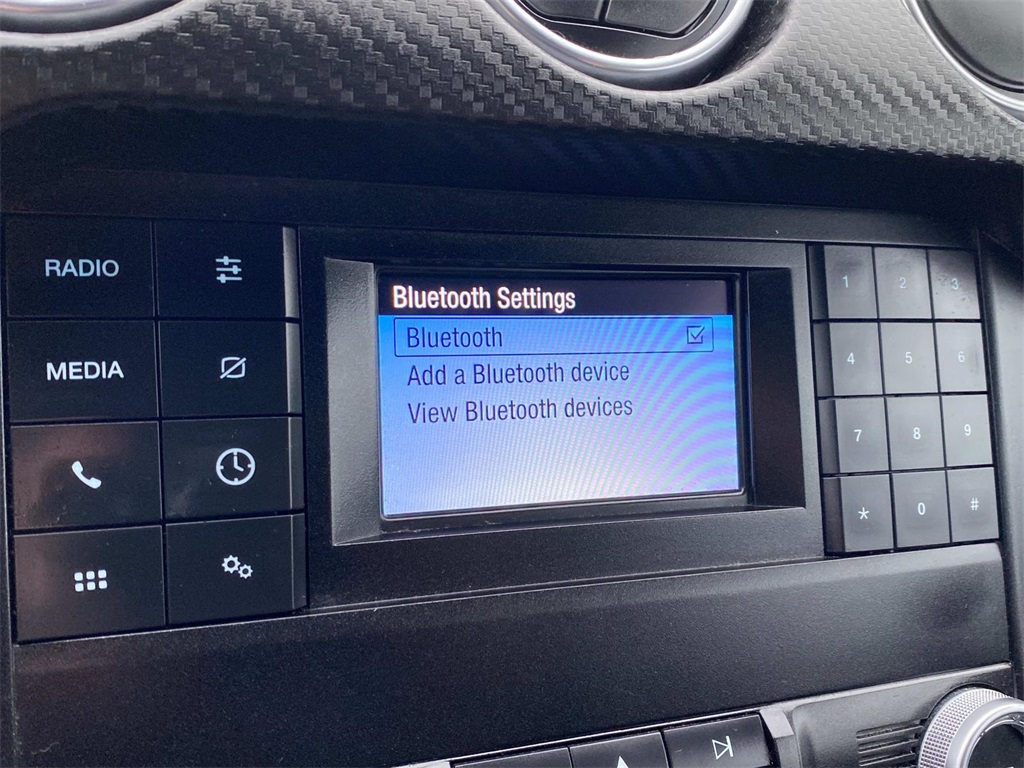 RADIO
MEDIA
Bluetooth Settings
Bluetooth
Add a Bluetooth device
View Bluetooth devices
1 2 3
4 5 6
7 8 9
* 0 #